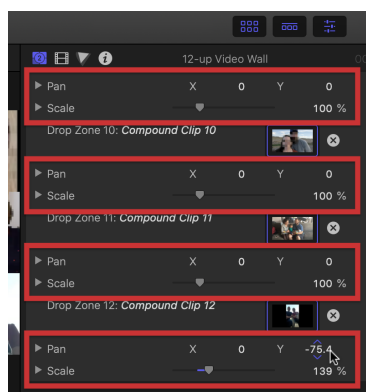 12-up Video Wall
Pan X 0 Y 0
Scale 100 %
Drop Zone 10: Compound Clip 10
Pan X 0 Y 0
Scale 100 %
Drop Zone 11: Compound Clip 11
Pan X 0 Y 0
Scale 100 %
Drop Zone 12: Compound Clip 12
Pan X 0 Y -75.4
Scale 139 %